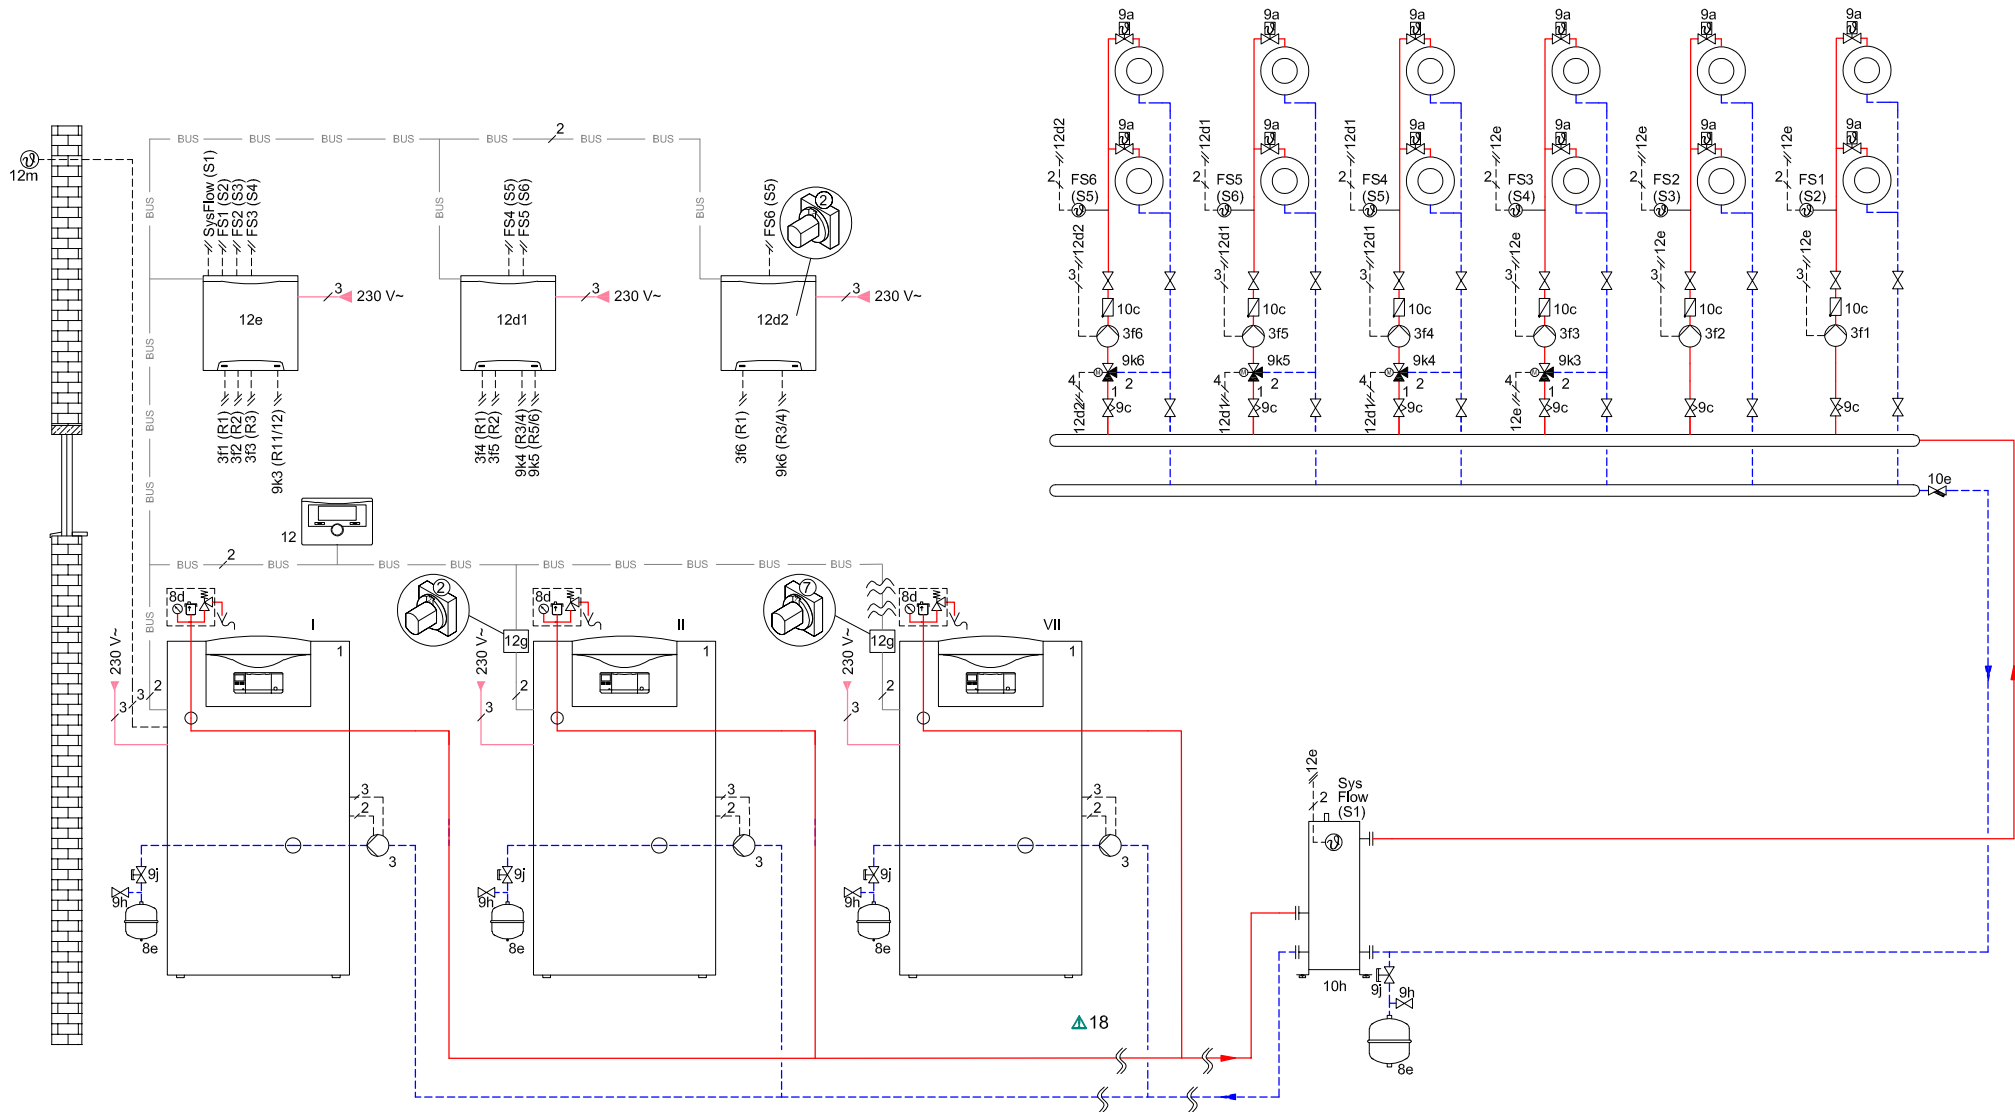 9a 9a 9a 9a 9a 9a
9a 9a 9a 9a 9a 9a
12m
BUS BUS BUS BUS 2 BUS BUS BUS
BUS BUS BUS
SysFlow (S1)
FS1 (S2)
FS2 (S3)
FS3 (S4)
FS4 (S5)
FS5 (S6)
FS6 (S5)
2
12e
3 230 V~
12d1
3 230 V~
12d2
3 230 V~
3f1 (R1)
3f2 (R2)
3f3 (R3)
9k3 (R11/12)
3f4 (R1)
3f5 (R2)
9k4 (R3/4)
9k5 (R5/6)
3f6 (R1)
9k6 (R3/4)
12d2 12d1 12d1 12e 12e 12e
2 FS6 (S5)
2 FS5 (S6)
2 FS4 (S5)
2 FS3 (S4)
2 FS2 (S3)
2 FS1 (S2)
12d2 12d1 12d1 12e 12e 12e
3 3 3 3 3 3
10c 10c 10c 10c 10c 10c
3f6 3f5 3f4 3f3 3f2 3f1
9k6 9k5 9k4 9k3
M M M M
4 2 4 2 4 2 4 2
1 1 1 1
12d2 12d1 12d1 12e
9c 9c 9c 9c 9c 9c
10e
BUS
BUS
12
BUS 2 BUS BUS BUS BUS BUS BUS BUS
BUS
8d 8d 8d
2 7
I II VII
230 V~ 230 V~ 230 V~
12g 12g
1 1 1
3 3 2
3 2
3 2
3 3 3
2 2 2
3 3 3
9j 9j 9j
9h 9h 9h
8e 8e 8e
12e
2
Sys
Flow
(S1)
10h
9j
9h
8e
18